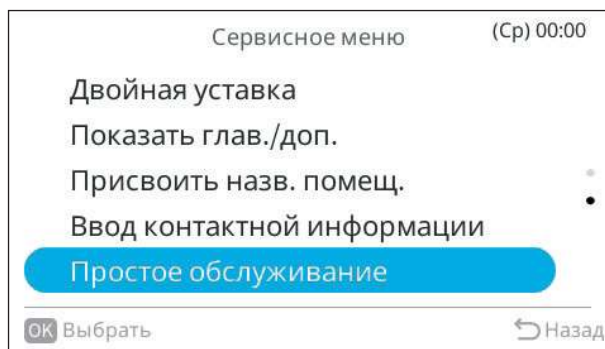 Сервисное меню
(Ср) 00:00
Двойная уставка
Показать глав./доп.
Присвоить назв. помещ.
Ввод контактной информации
Простое обслуживание
OK Выбрать
Назад